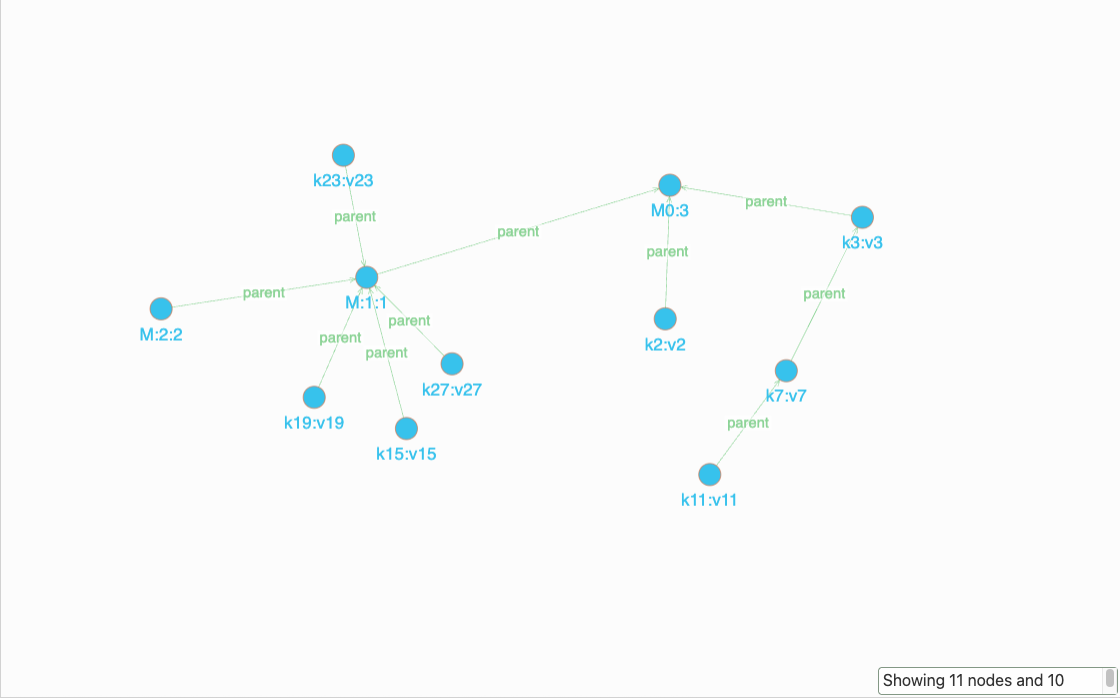 k23:v23
parent
M0:3
parent
k3:v3
parent
parent
M:1:1
parent
M:2:2
parent
parent
parent
parent
k2:v2
parent
k27:v27
k19:v19
k15:v15
k7:v7
parent
k11:v11
Showing 11 nodes and 10